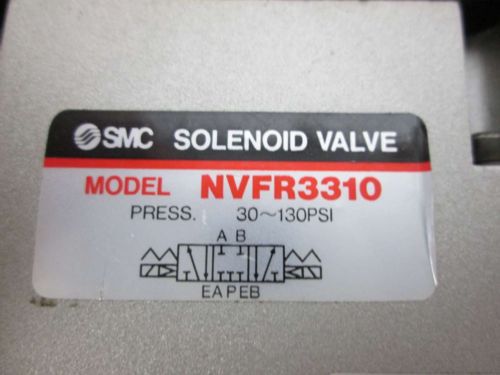 SMC SOLENOID VALVE
MODEL NVFR3310
PRESS. 30~130PSI
A B
EAPEB